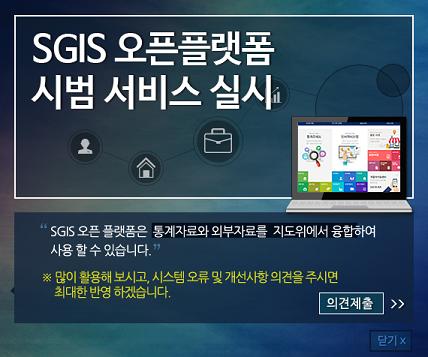 SGIS 오픈플랫폼
시범 서비스 실시
“ SGIS 오픈 플랫폼은 통계자료와 외부자료를 지도위에서 융합하여
사용 할 수 있습니다. ”
※ 많이 활용해 보시고, 시스템 오류 및 개선사항 의견을 주시면
최대한 반영 하겠습니다.
의견제출 >>
닫기 X